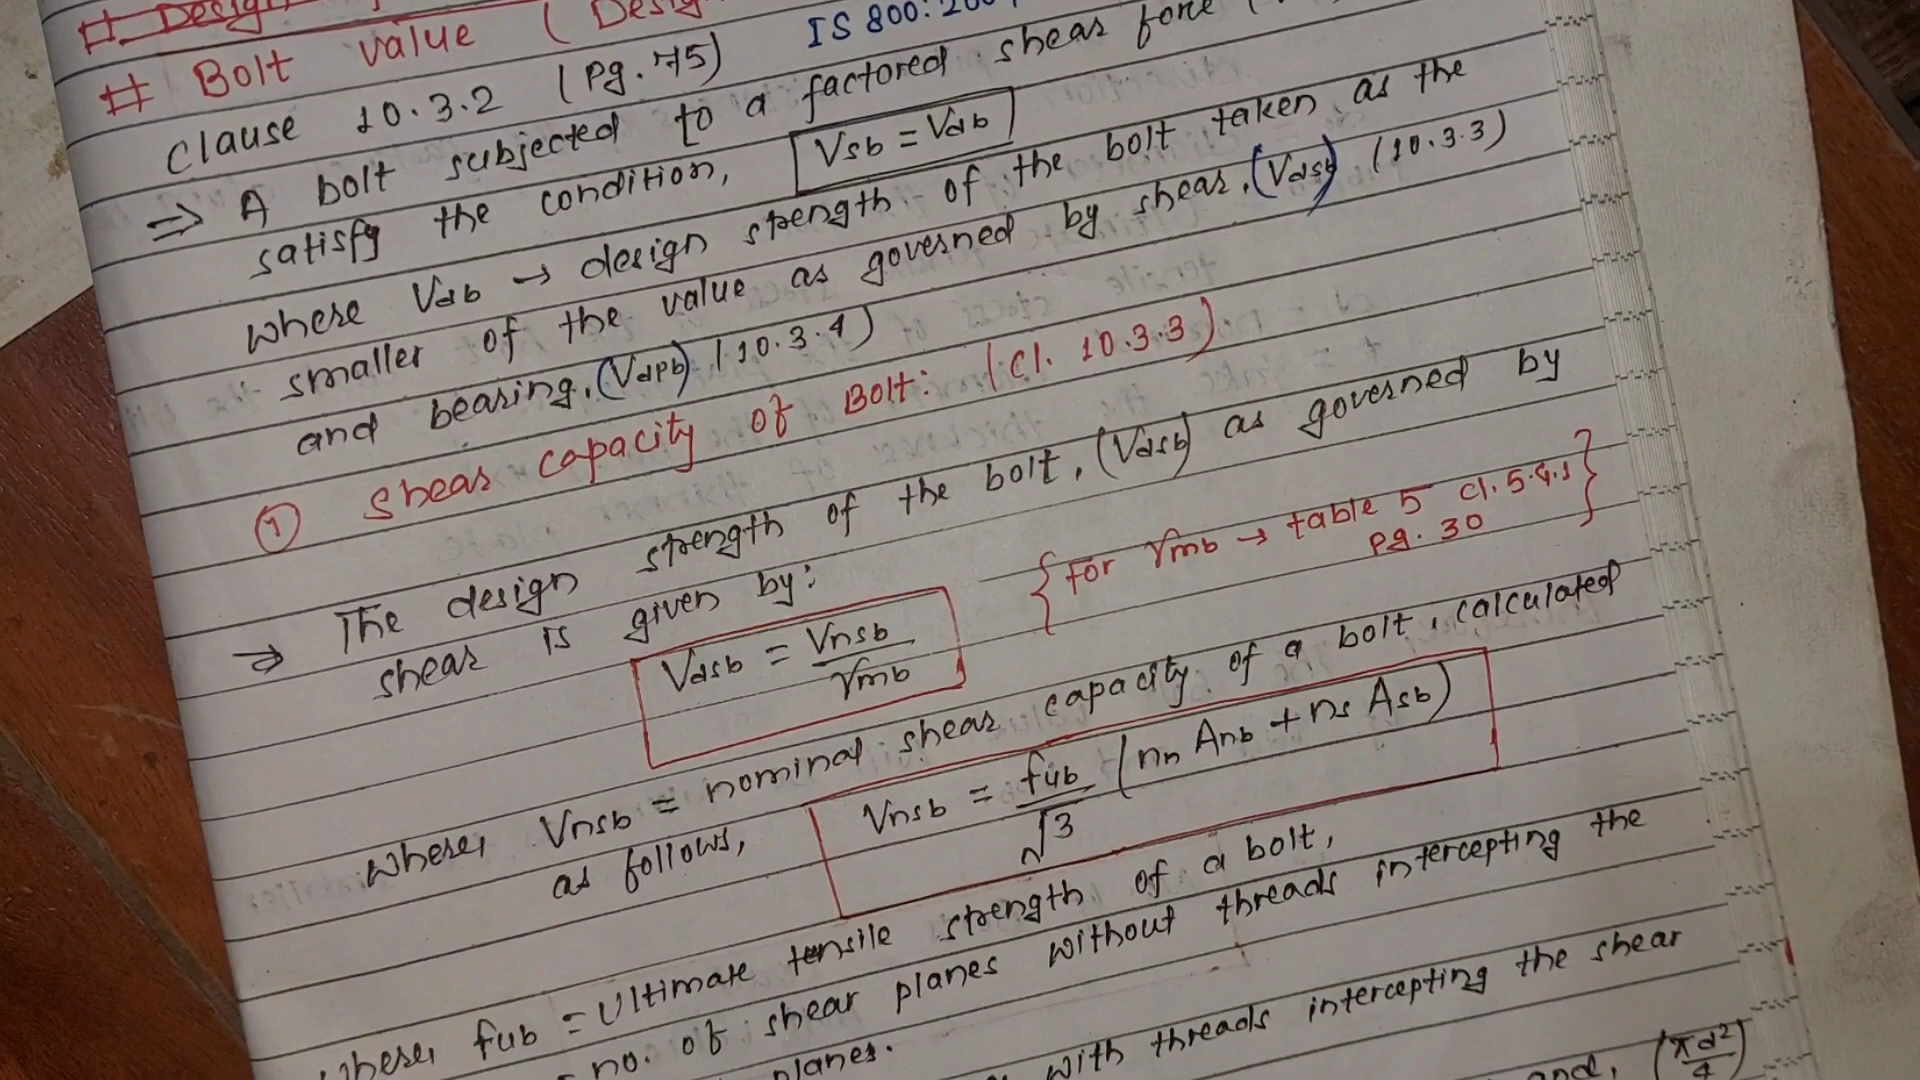 # Design
# Bolt value ( Desig
Clause 10.3.2 (Pg. 75) IS 800: 200
⇒ A bolt subjected to a factored shear force (
satisfy the condition, Vsb = Vdb
where Vdb → design strength of the bolt taken as the
smaller of the value as governed by shear, (Vdsb) (10.3.3)
and bearing, (Vdpb) (10.3.4)
① shear capacity of Bolt: (cl. 10.3.3)
⇒ The design strength of the bolt, (Vdsb) as governed by
shear is given by:
{for γmb → table 5 cl. 5.4.1
Pg. 30}
Vdsb = Vnsb / γmb
where, Vnsb = nominal shear capacity of a bolt, calculated
as follows, Vnsb = fub / √3 (nn Anb + ns Asb)
where, fub = Ultimate tensile strength of a bolt,
= no. of shear planes without threads intercepting the
planes.
with threads intercepting the shear
and, (πd²/4)